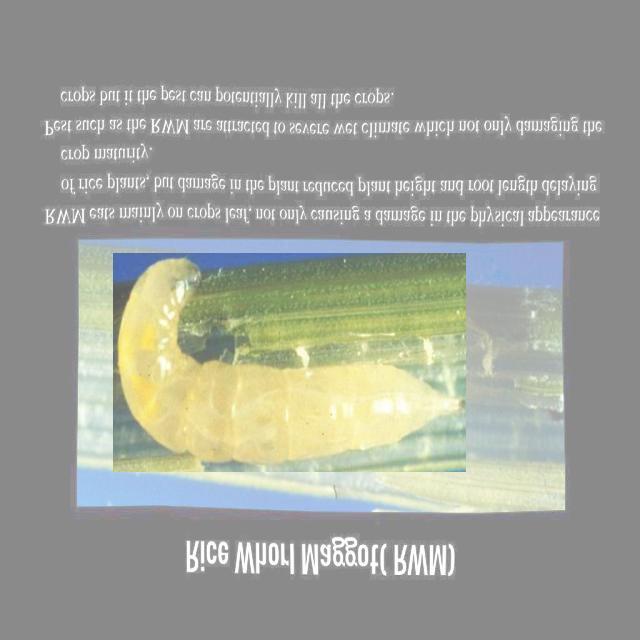 Rice Whorl Maggot( RWM)
RWM eats mainly on crops leaf, not only causing a damage in the physical appearance
of rice plants, but damage in the plant reduced plant height and root length delaying
crop maturity.
Pest such as the RWM are attracted to severe wet climate which not only damaging the
crops but it the pest can potentially kill all the crops.